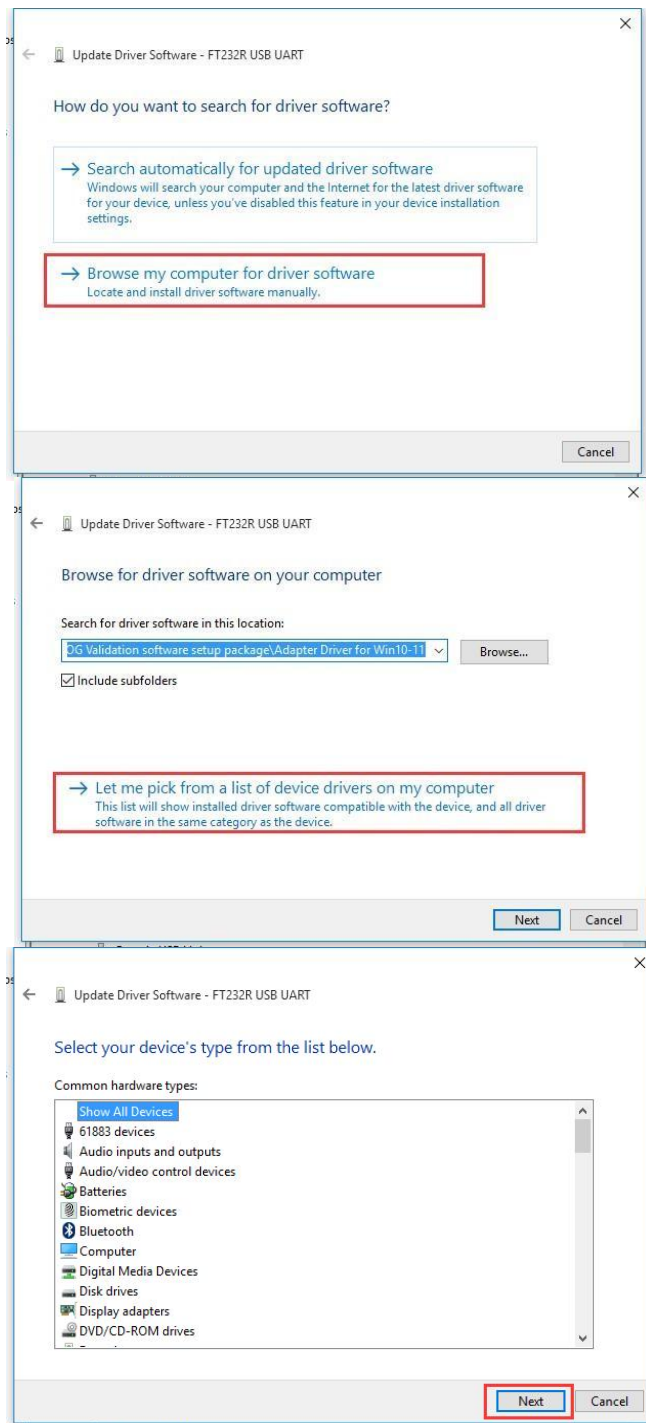 Update Driver Software - FT232R USB UART
How do you want to search for driver software?
Search automatically for updated driver software
Windows will search your computer and the Internet for the latest driver software
for your device, unless you've disabled this feature in your device installation
settings.
Browse my computer for driver software
Locate and install driver software manually.
Cancel
Update Driver Software - FT232R USB UART
Browse for driver software on your computer
Search for driver software in this location:
OG Validation software setup package\Adapter Driver for Win10-11
Browse...
Include subfolders
Let me pick from a list of device drivers on my computer
This list will show installed driver software compatible with the device, and all driver
software in the same category as the device.
Next Cancel
Update Driver Software - FT232R USB UART
Select your device's type from the list below.
Common hardware types:
Show All Devices
61883 devices
Audio inputs and outputs
Audio/video control devices
Batteries
Biometric devices
Bluetooth
Computer
Digital Media Devices
Disk drives
Display adapters
DVD/CD-ROM drives
Next Cancel